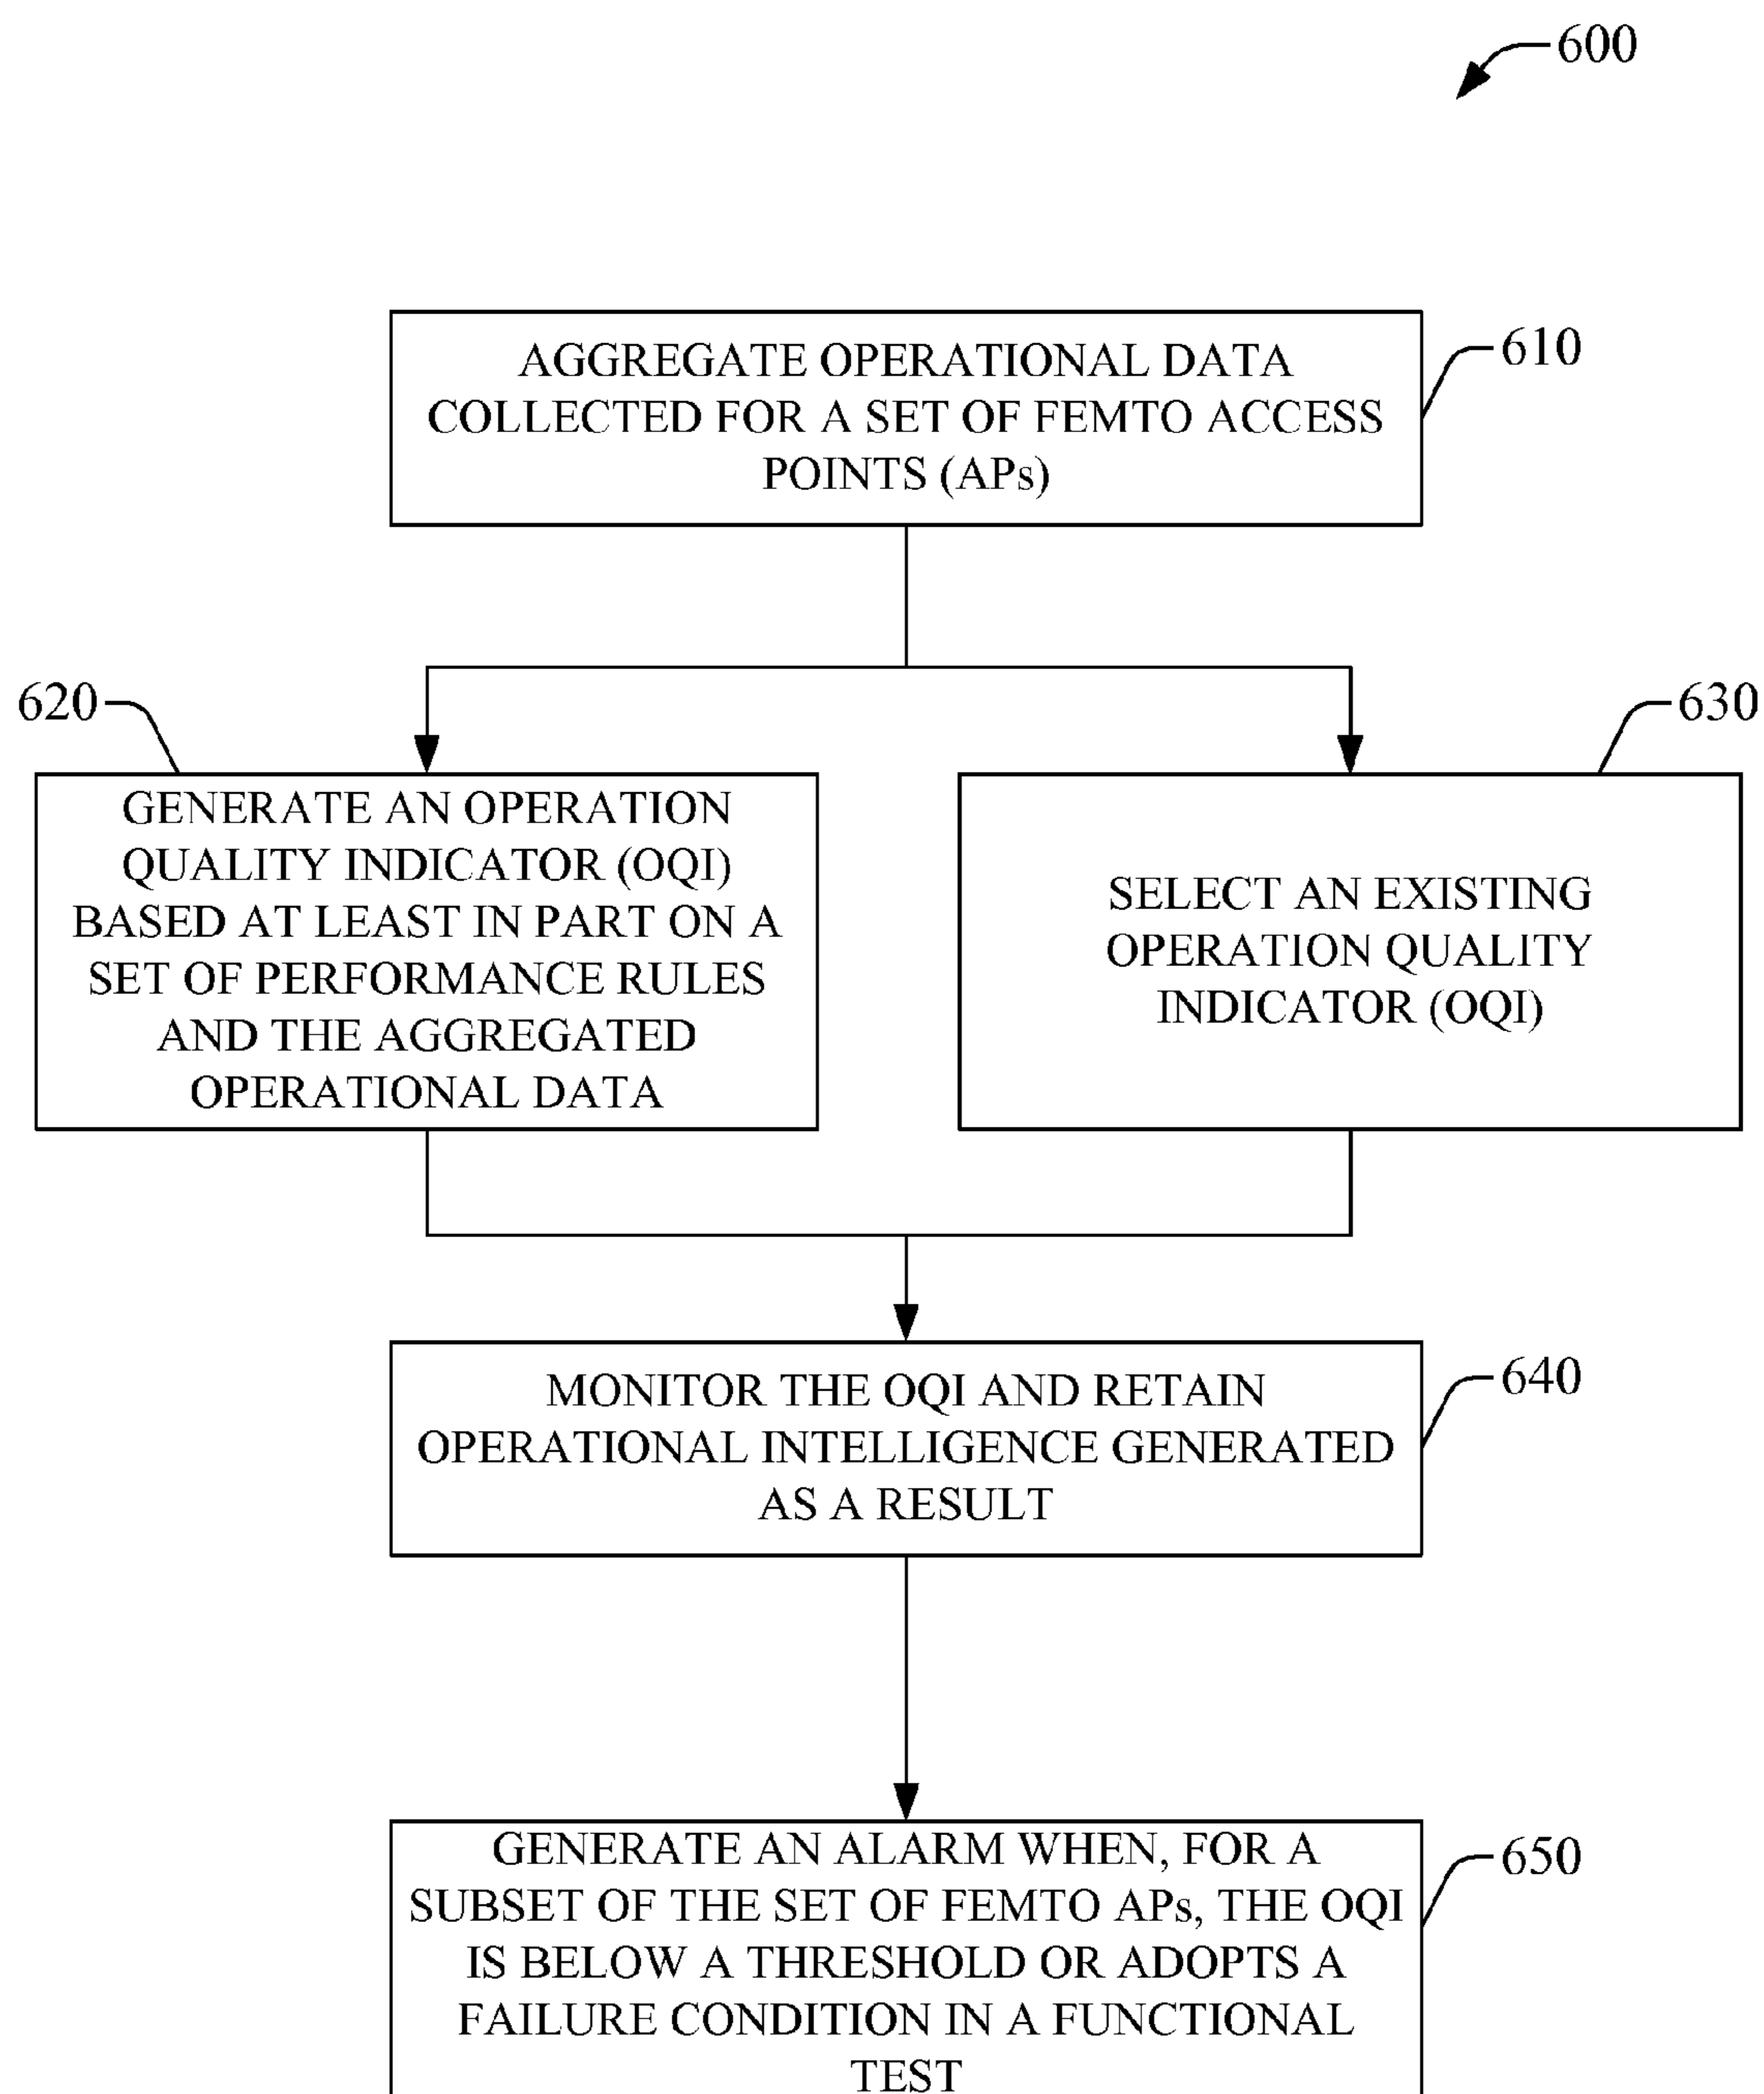 600
AGGREGATE OPERATIONAL DATA
COLLECTED FOR A SET OF FEMTO ACCESS
POINTS (APs)
610
620
GENERATE AN OPERATION
QUALITY INDICATOR (OQI)
BASED AT LEAST IN PART ON A
SET OF PERFORMANCE RULES
AND THE AGGREGATED
OPERATIONAL DATA
630
SELECT AN EXISTING
OPERATION QUALITY
INDICATOR (OQI)
MONITOR THE OQI AND RETAIN
OPERATIONAL INTELLIGENCE GENERATED
AS A RESULT
640
GENERATE AN ALARM WHEN, FOR A
SUBSET OF THE SET OF FEMTO APs, THE OQI
IS BELOW A THRESHOLD OR ADOPTS A
FAILURE CONDITION IN A FUNCTIONAL
TEST
650